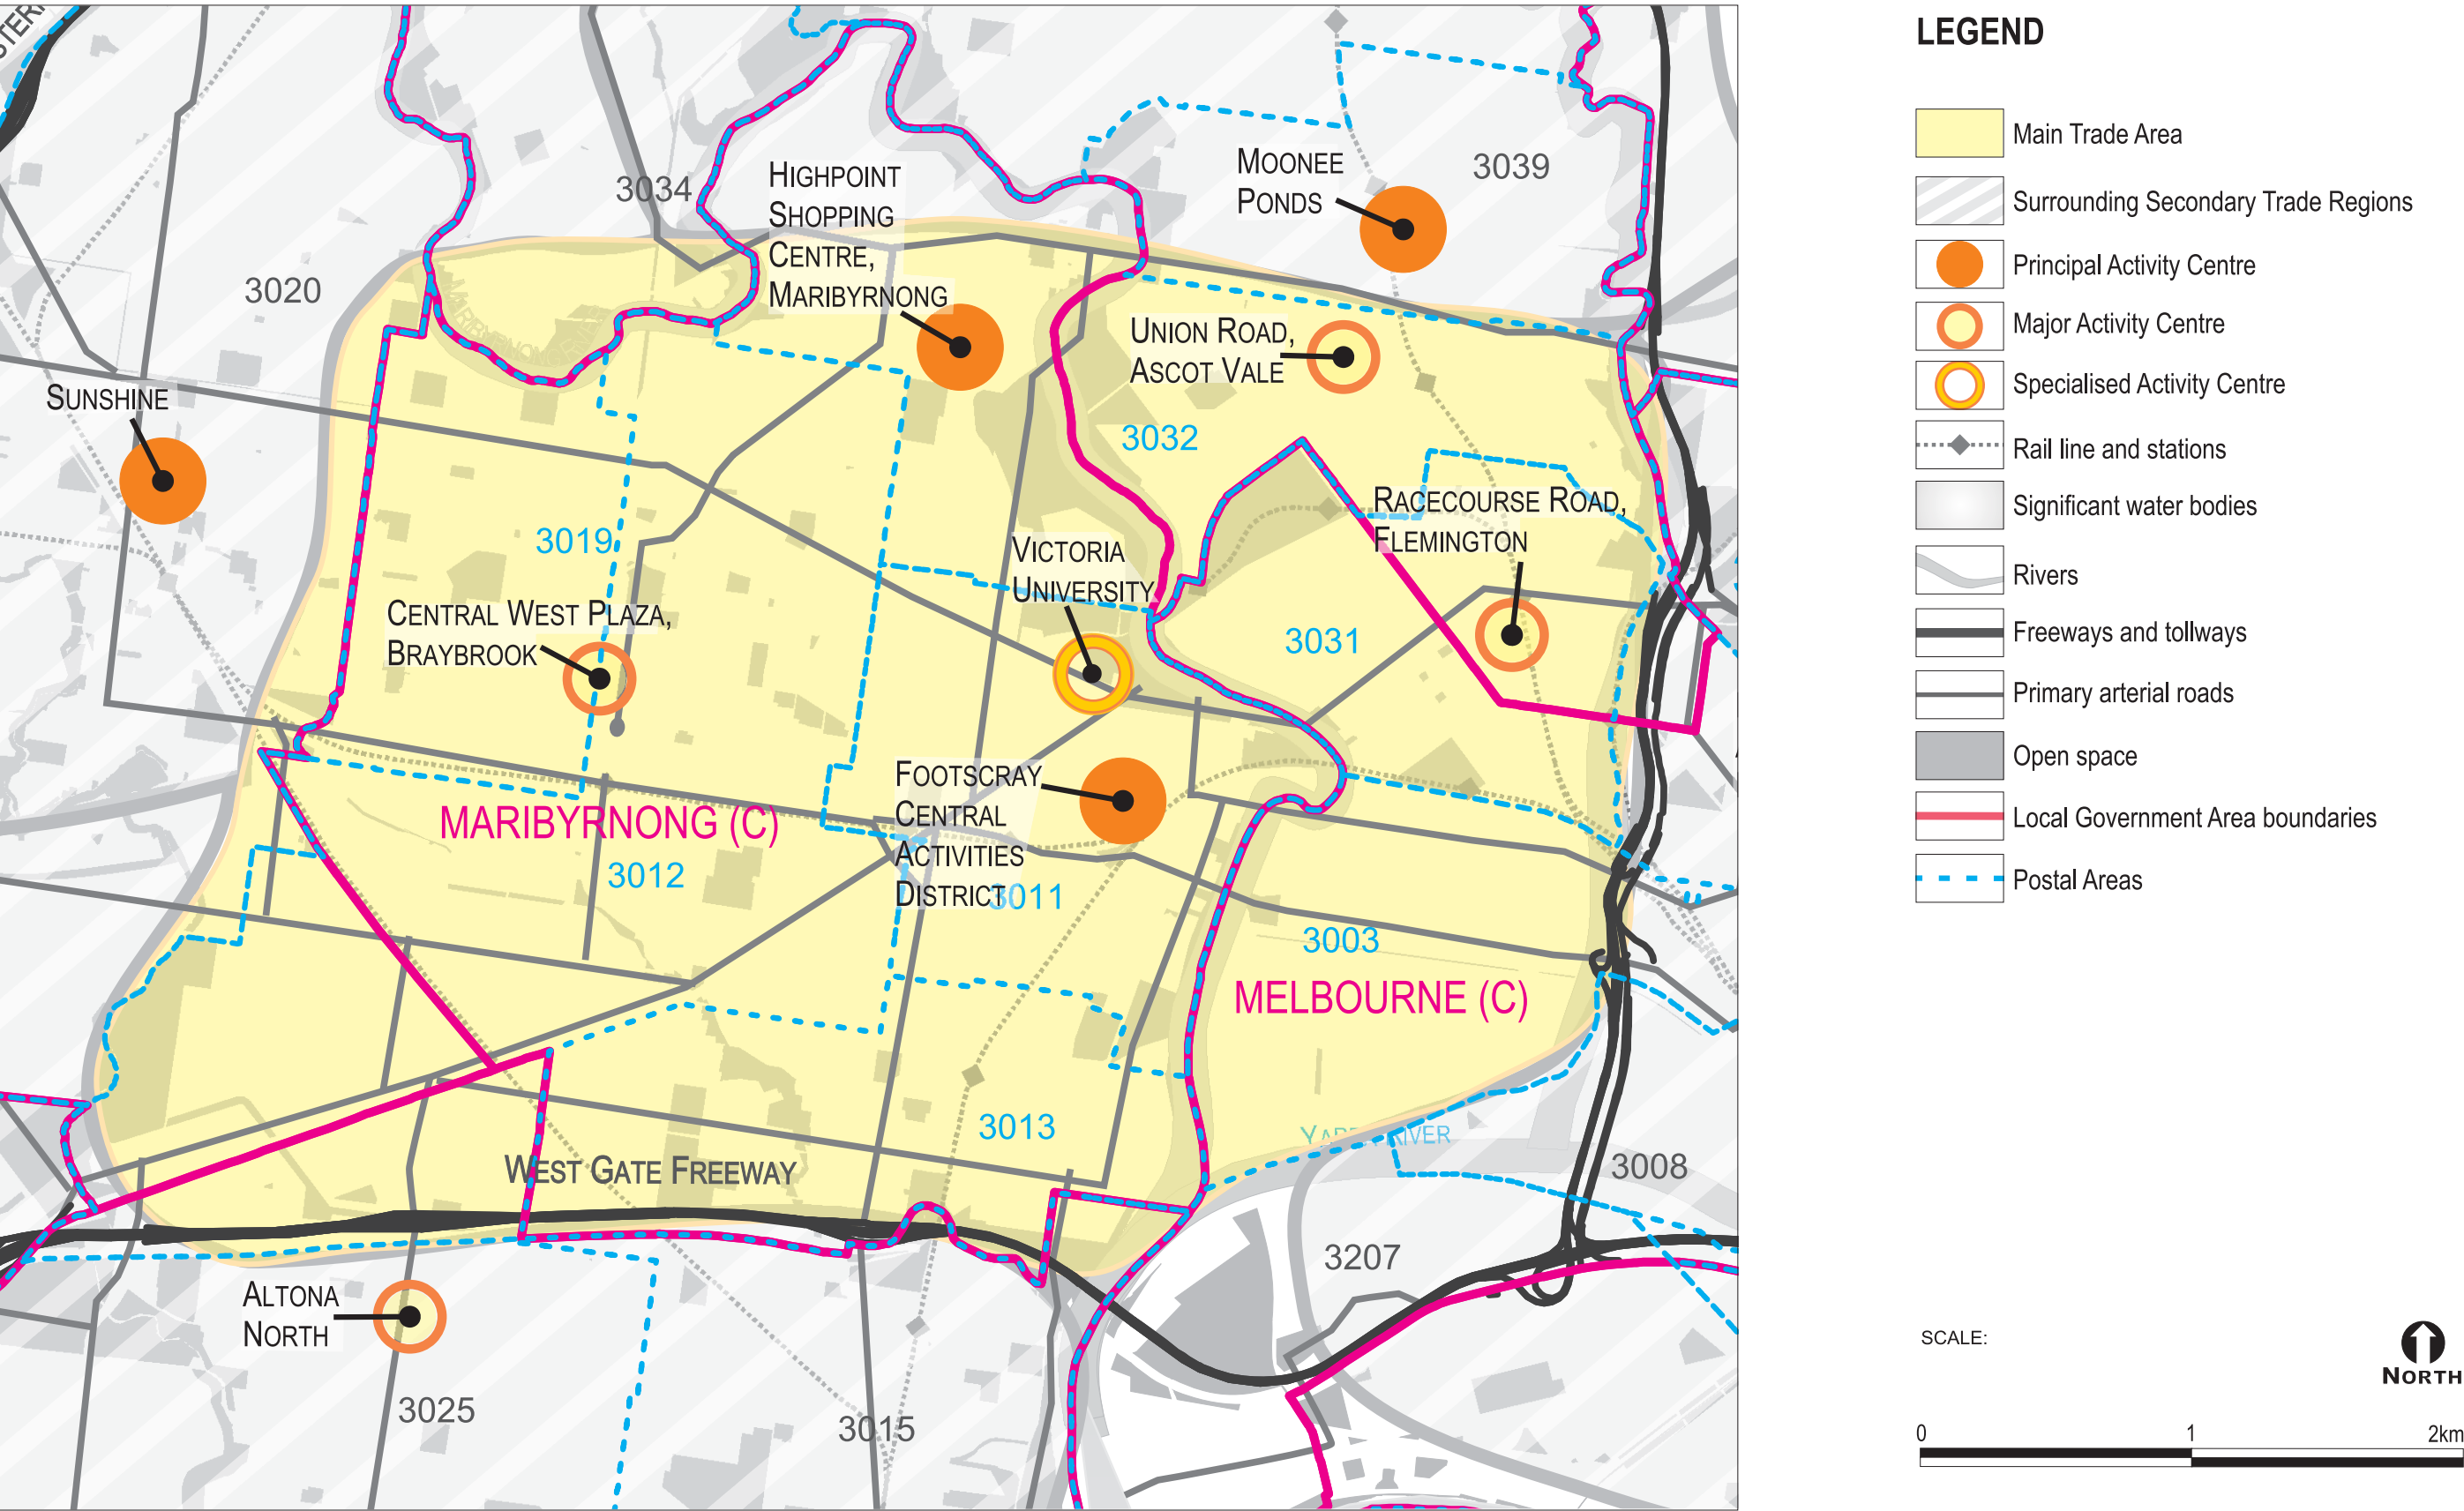 3034
HIGHPOINT
SHOPPING
CENTRE,
MARIBYRNONG
MOONEE
PONDS
3039
3020
UNION ROAD,
ASCOT VALE
SUNSHINE
3032
3019
RACECOURSE ROAD,
FLEMINGTON
VICTORIA
UNIVERSITY
CENTRAL WEST PLAZA,
BRAYBROOK
3031
FOOTSCRAY
CENTRAL
ACTIVITIES
DISTRICT
MARIBYRNONG (C)
3012
3011
3003
MELBOURNE (C)
3013
YARRA RIVER
WEST GATE FREEWAY
3008
3207
ALTONA
NORTH
3025
3015
LEGEND
Main Trade Area
Surrounding Secondary Trade Regions
Principal Activity Centre
Major Activity Centre
Specialised Activity Centre
Rail line and stations
Significant water bodies
Rivers
Freeways and tollways
Primary arterial roads
Open space
Local Government Area boundaries
Postal Areas
SCALE:
NORTH
0 1 2km